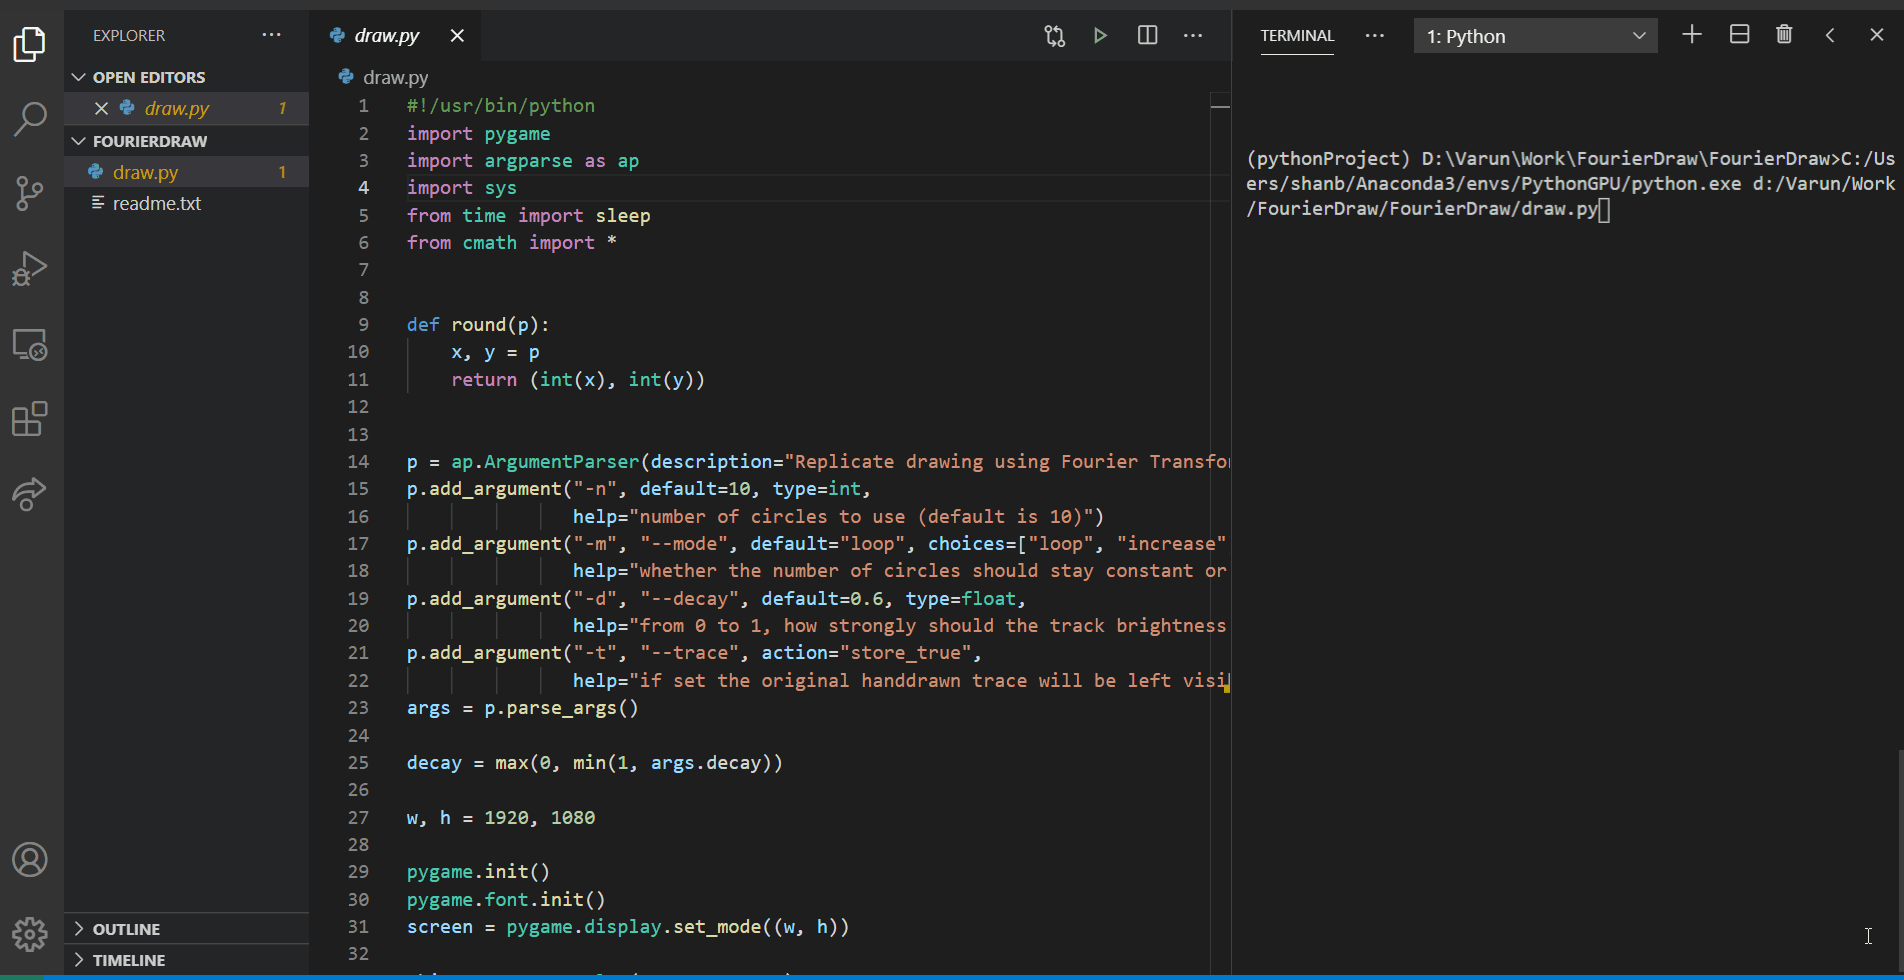 EXPLORER
OPEN EDITORS
draw.py 1
FOURIERDRAW
draw.py 1
readme.txt
OUTLINE
TIMELINE
draw.py
draw.py
1 #!/usr/bin/python
2 import pygame
3 import argparse as ap
4 import sys
5 from time import sleep
6 from cmath import *
7
8
9 def round(p):
10 x, y = p
11 return (int(x), int(y))
12
13
14 p = ap.ArgumentParser(description="Replicate drawing using Fourier
15 p.add_argument("-n", default=10, type=int,
16 help="number of circles to use (default is 10)")
17 p.add_argument("-m", "--mode", default="loop", choices=["loop", "increase"
18 help="whether the number of circles should stay constant or
19 p.add_argument("-d", "--decay", default=0.6, type=float,
20 help="from 0 to 1, how strongly should the track brightness
21 p.add_argument("-t", "--trace", action="store_true",
22 help="if set the original handdrawn trace will be left
23 args = p.parse_args()
24
25 decay = max(0, min(1, args.decay))
26
27 w, h = 1920, 1080
28
29 pygame.init()
30 pygame.font.init()
31 screen = pygame.display.set_mode((w, h))
32
TERMINAL
1: Python
(pythonProject) D:\Varun\Work\FourierDraw\FourierDraw>C:/Us
ers/shanb/Anaconda3/envs/PythonGPU/python.exe d:/Varun/Work
/FourierDraw/FourierDraw/draw.py